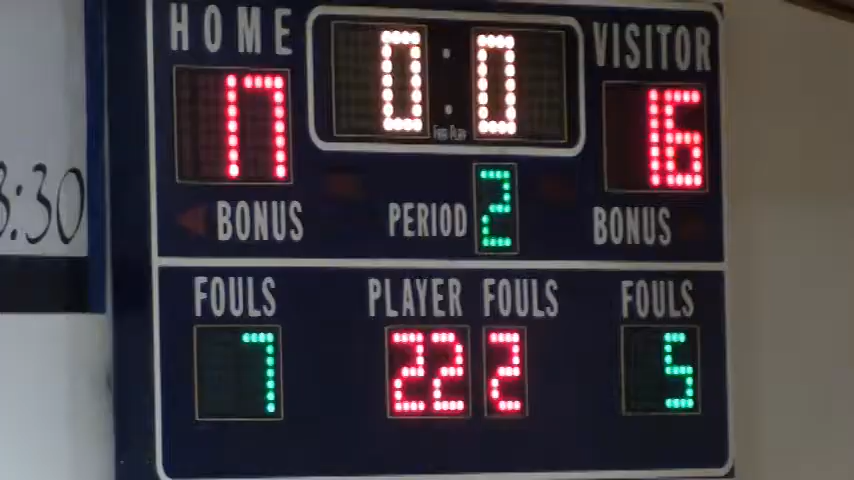 HOME
0:0
VISITOR
17
16
BONUS
PERIOD
2
BONUS
3:30
FOULS
PLAYER FOULS
FOULS
7
22 2
5